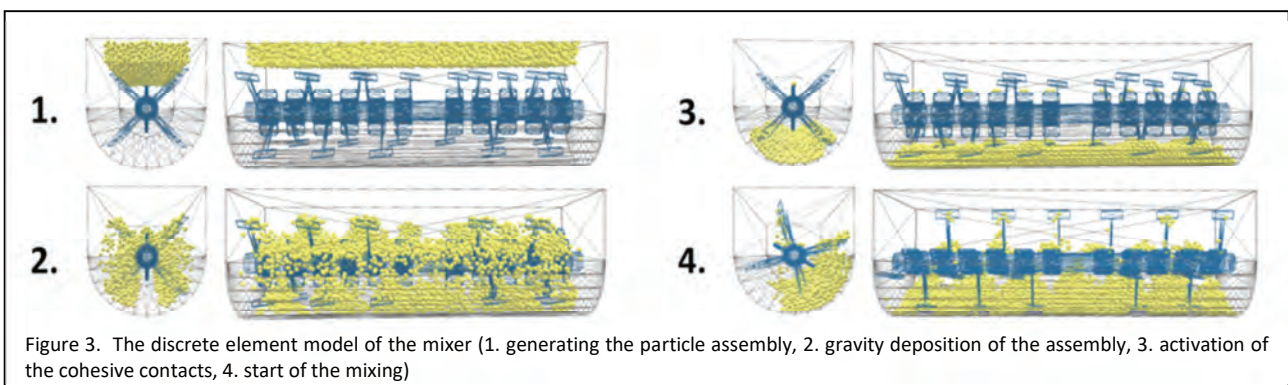 1.
3.
2.
4.
Figure 3. The discrete element model of the mixer (1. generating the particle assembly, 2. gravity deposition of the assembly, 3. activation of
the cohesive contacts, 4. start of the mixing)